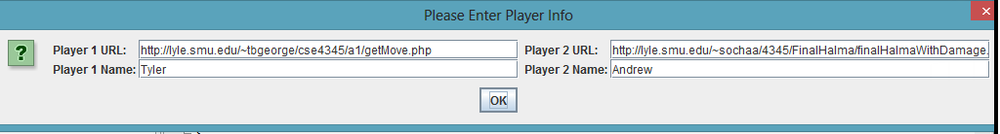 Please Enter Player Info
Player 1 URL: http://lyle.smu.edu/~tbgeorge/cse4345/a1/getMove.php Player 2 URL: http://lyle.smu.edu/~sochaa/4345/FinalHalma/finalHalmaWithDamage.
Player 1 Name: Tyler Player 2 Name: Andrew
OK